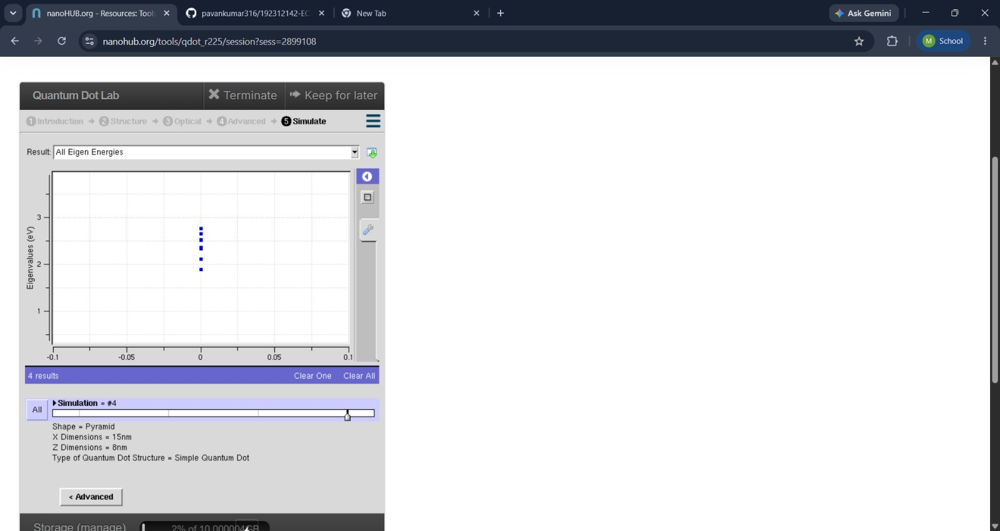 nanoHUB.org - Resources: Tools
pavankumar316/192312142-EC
New Tab
Ask Gemini
nanohub.org/tools/qdot_r225/session?sess=2899108
M School
Quantum Dot Lab
Terminate
Keep for later
1 Introduction
2 Structure
3 Optical
4 Advanced
5 Simulate
Result: All Eigen Energies
Eigenvalues (eV)
3
2
1
-0.1
-0.05
0
0.05
0.1
4 results
Clear One
Clear All
All
Simulation = #4
Shape = Pyramid
X Dimensions = 15nm
Z Dimensions = 8nm
Type of Quantum Dot Structure = Simple Quantum Dot
< Advanced
Storage (manage)
2% of 10.000004GB